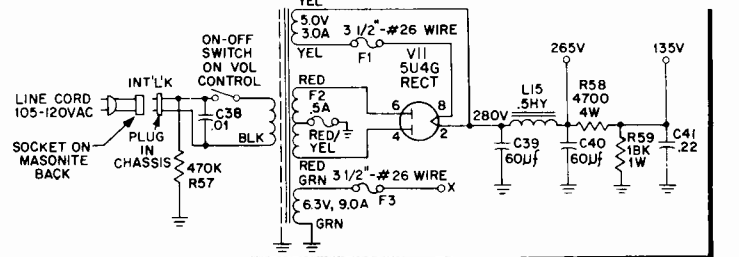 YEL
5.0V
3.0A
3 1/2"-#26 WIRE
YEL
F1
V11
5U4G
RECT
265V
135V
ON-OFF
SWITCH
ON VOL
CONTROL
INT'L'K
LINE CORD
105-120VAC
SOCKET ON
MASONITE
BACK
PLUG
IN
CHASSIS
C38
.01
BLK
470K
R57
RED
F2
.5A
RED/
YEL
RED
6
8
4
2
280V
L15
.5HY
R58
4700
4W
C39
60µf
C40
60µf
R59
18K
1W
C41
.22
GRN
3 1/2"-#26 WIRE
X
6.3V, 9.0A
F3
GRN